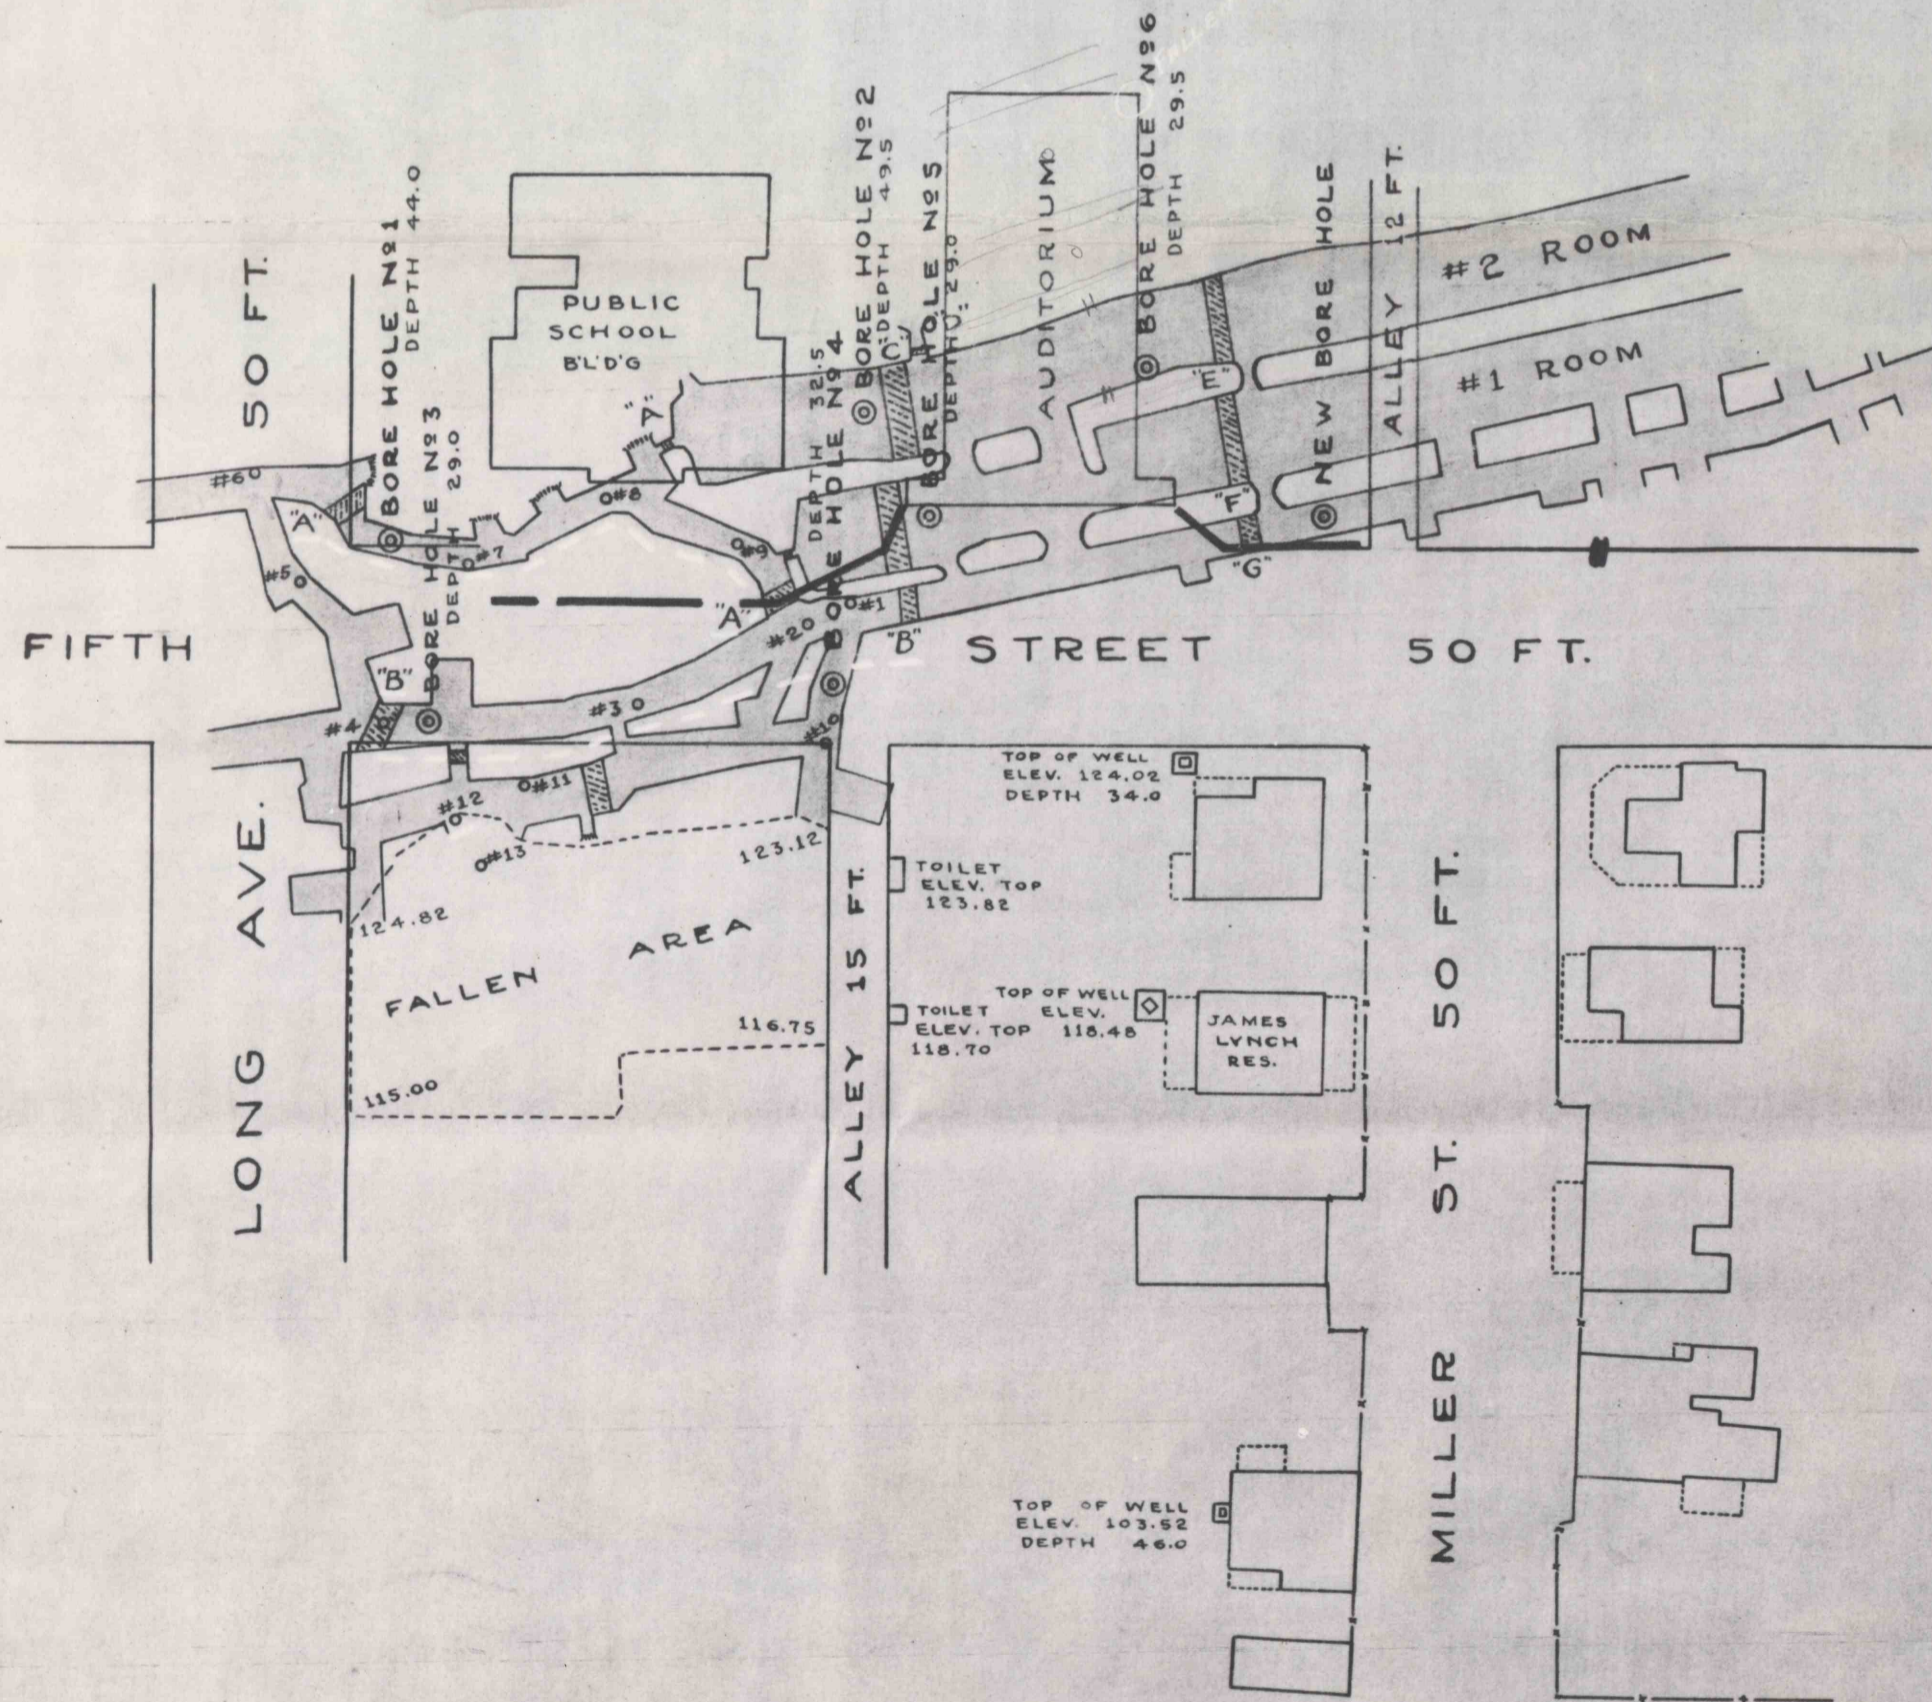 BORE HOLE Nº 1
DEPTH 44.0
BORE HOLE Nº 3
DEPTH 29.0
BORE HOLE Nº 2
DEPTH 49.5
BORE HOLE Nº 4
DEPTH 32.5
BORE HOLE Nº 5
DEPTH 29.0
BORE HOLE Nº 6
DEPTH 29.5
NEW BORE HOLE
ALLEY 12 FT.
50 FT.
PUBLIC
SCHOOL
B'L'D'G
AUDITORIUM
#2 ROOM
#1 ROOM
"C"
"D"
"E"
"F"
"G"
"A"
"A"
"B"
"B"
#6
#8
#7
#9
#5
#1
#20
#3
#4
#10
#11
#12
#13
FIFTH STREET 50 FT.
LONG AVE.
124.82
123.12
FALLEN AREA
116.75
115.00
ALLEY 15 FT.
TOP OF WELL
ELEV. 124.02
DEPTH 34.0
TOILET
ELEV. TOP
123.82
TOILET
ELEV. TOP
118.70
TOP OF WELL
ELEV.
118.48
JAMES
LYNCH
RES.
MILLER ST. 50 FT.
TOP OF WELL
ELEV. 103.52
DEPTH 46.0